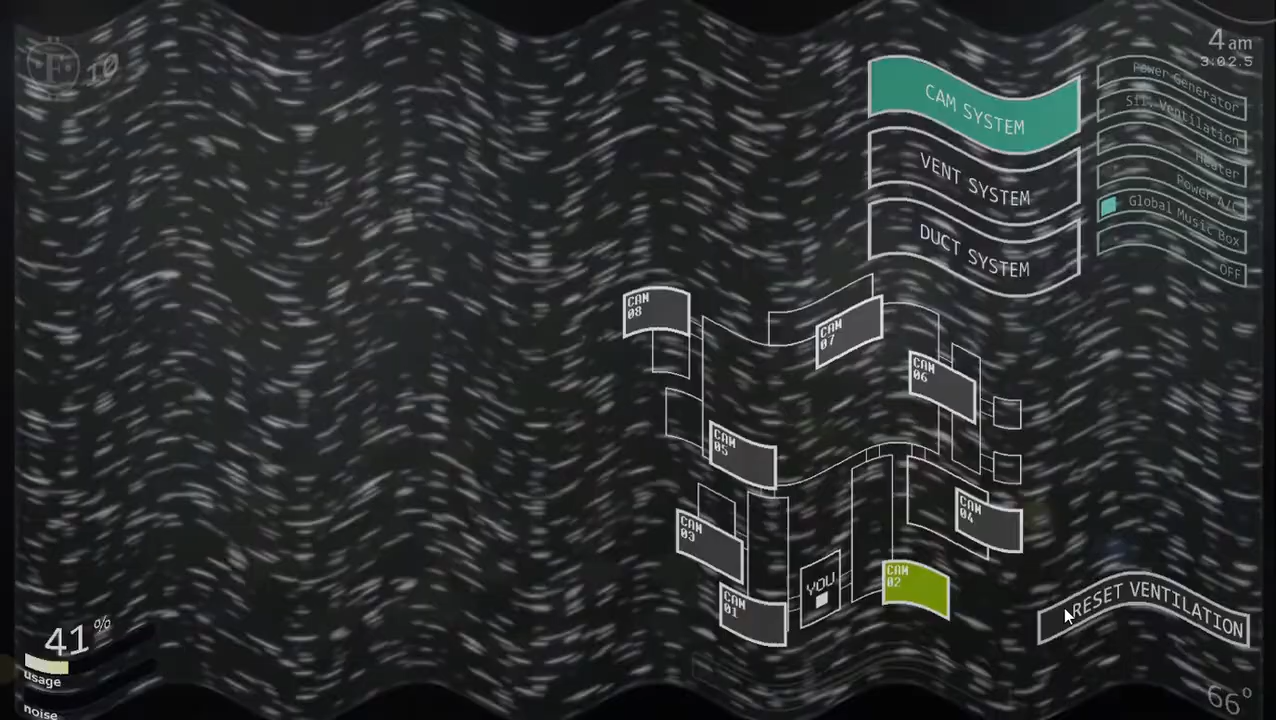 F 10
4 am
3:02.5
CAM SYSTEM
VENT SYSTEM
DUCT SYSTEM
Power Generator
Sil. Ventilation
Heater
Power A/C
Global Music Box
OFF
CAM
08
CAM
07
CAM
06
CAM
05
CAM
04
CAM
03
CAM
02
CAM
01
YOU
RESET VENTILATION
41%
usage
noise
66°